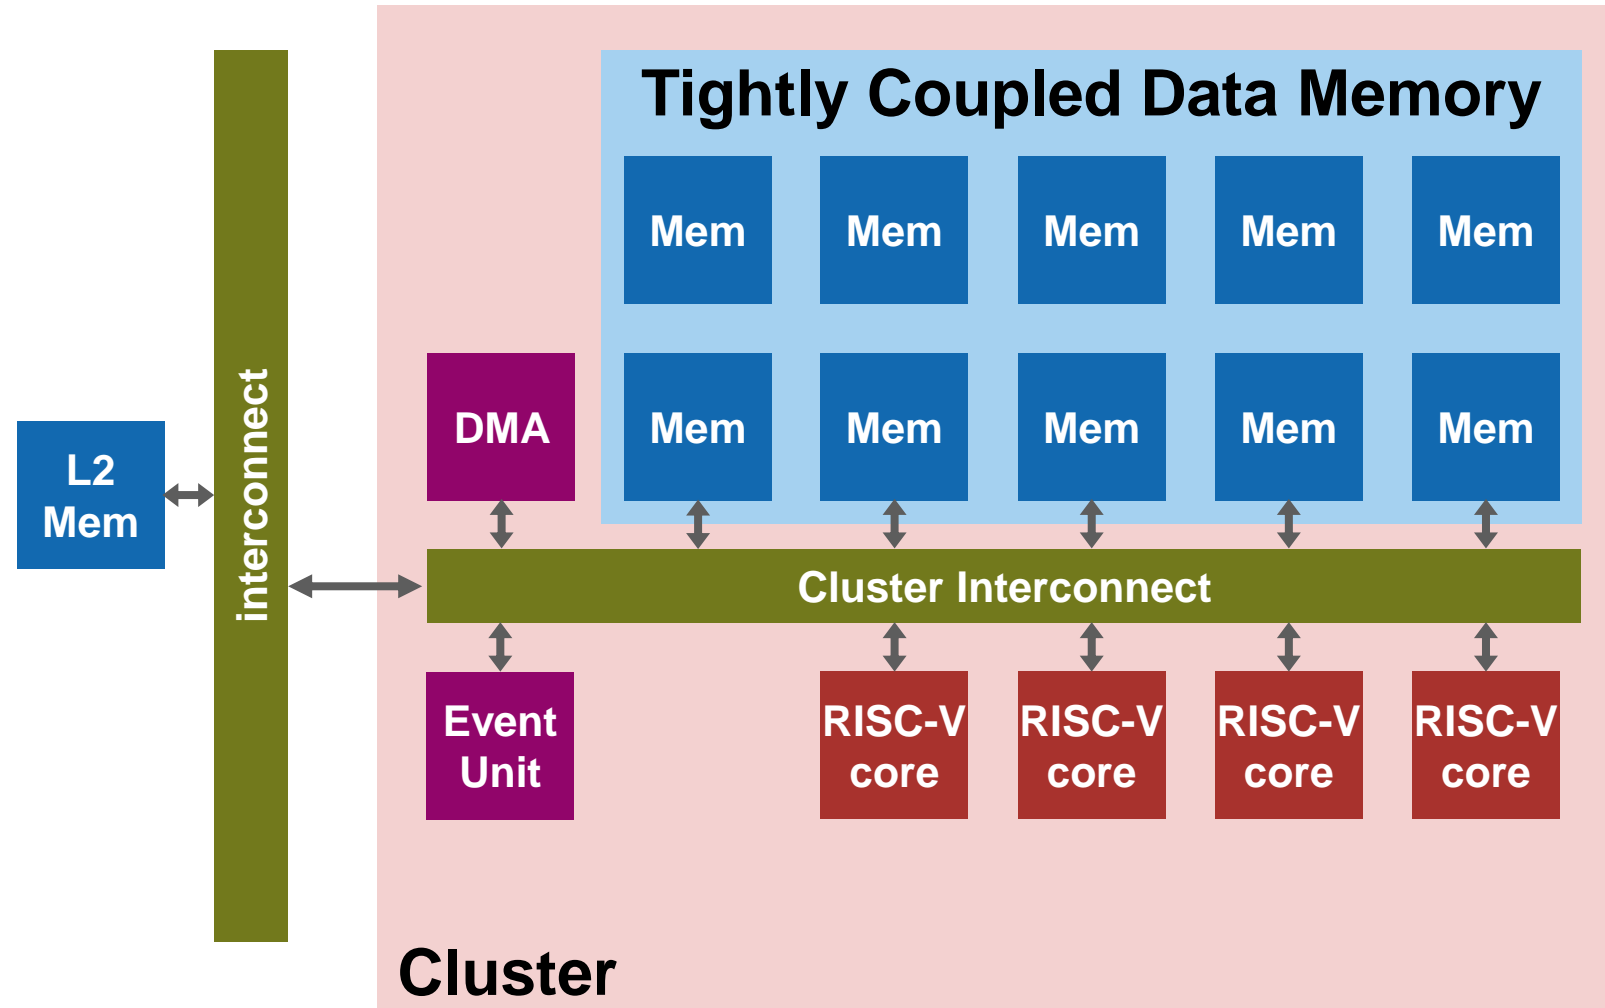 Tightly Coupled Data Memory
Mem Mem Mem Mem Mem
DMA Mem Mem Mem Mem Mem
L2
Mem
interconnect
Cluster Interconnect
Event
Unit
RISC-V
core
RISC-V
core
RISC-V
core
RISC-V
core
Cluster